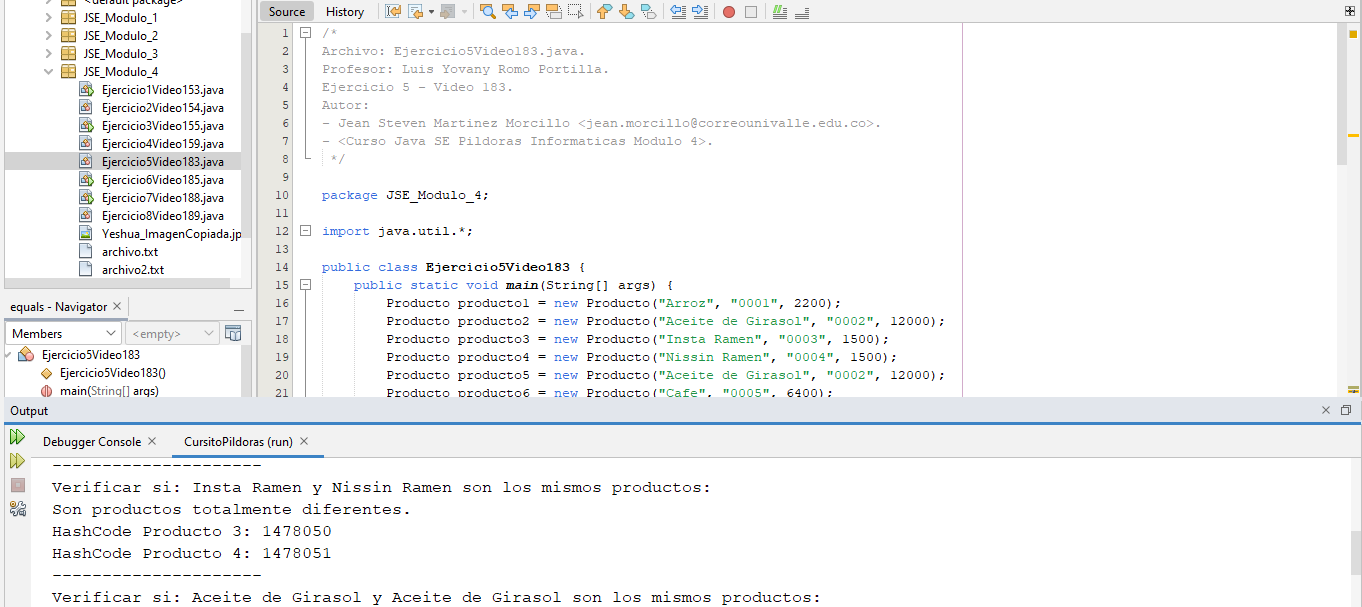 <default package>
JSE_Modulo_1
JSE_Modulo_2
JSE_Modulo_3
JSE_Modulo_4
Ejercicio1Video153.java
Ejercicio2Video154.java
Ejercicio3Video155.java
Ejercicio4Video159.java
Ejercicio5Video183.java
Ejercicio6Video185.java
Ejercicio7Video188.java
Ejercicio8Video189.java
Yeshua_ImagenCopiada.jp
archivo.txt
archivo2.txt
equals - Navigator
Members <empty>
Ejercicio5Video183
Ejercicio5Video183()
main(String[] args)
Source History
1 /*
2 Archivo: Ejercicio5Video183.java.
3 Profesor: Luis Yovany Romo Portilla.
4 Ejercicio 5 - Video 183.
5 Autor:
6 - Jean Steven Martinez Morcillo <jean.morcillo@correounivalle.edu.co>.
7 - <Curso Java SE Pildoras Informaticas Modulo 4>.
8 */
9
10 package JSE_Modulo_4;
11
12 import java.util.*;
13
14 public class Ejercicio5Video183 {
15 public static void main(String[] args) {
16 Producto producto1 = new Producto("Arroz", "0001", 2200);
17 Producto producto2 = new Producto("Aceite de Girasol", "0002", 12000);
18 Producto producto3 = new Producto("Insta Ramen", "0003", 1500);
19 Producto producto4 = new Producto("Nissin Ramen", "0004", 1500);
20 Producto producto5 = new Producto("Aceite de Girasol", "0002", 12000);
21 Producto producto6 = new Producto("Cafe", "0005", 6400);
Output
Debugger Console CursitoPildoras (run)
---------------------
Verificar si: Insta Ramen y Nissin Ramen son los mismos productos:
Son productos totalmente diferentes.
HashCode Producto 3: 1478050
HashCode Producto 4: 1478051
---------------------
Verificar si: Aceite de Girasol y Aceite de Girasol son los mismos productos: